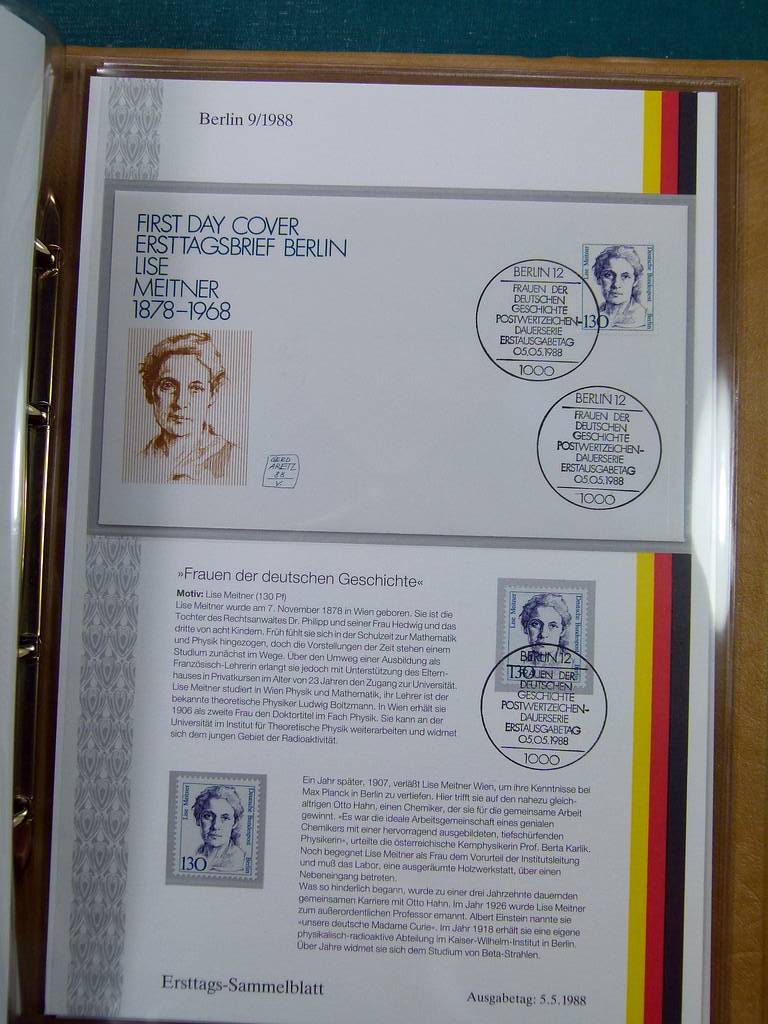 Berlin 9/1988
FIRST DAY COVER
ERSTTAGSBRIEF BERLIN
LISE
MEITNER
1878–1968
GERD
ARETZ
88
V.
BERLIN 12
FRAUEN DER
DEUTSCHEN
GESCHICHTE
POSTWERTZEICHEN-
DAUERSERIE
ERSTAUSGABETAG
05.05.1988
1000
Lise Meitner
Deutsche Bundespost
Berlin
130
BERLIN 12
FRAUEN DER
DEUTSCHEN
GESCHICHTE
POSTWERTZEICHEN-
DAUERSERIE
ERSTAUSGABETAG
05.05.1988
1000
»Frauen der deutschen Geschichte«
Motiv: Lise Meitner (130 Pf)
Lise Meitner wurde am 7. November 1878 in Wien geboren. Sie ist die
Tochter des Rechtsanwaltes Dr. Philipp und seiner Frau Hedwig und das
dritte von acht Kindern. Früh fühlt sie sich in der Schulzeit zur Mathematik
und Physik hingezogen, doch die Vorstellungen der Zeit stehen einem
Studium zunächst im Wege. Über den Umweg einer Ausbildung als
Französisch-Lehrerin erlangt sie jedoch mit Unterstützung des Eltern-
hauses in Privatkursen im Alter von 23 Jahren den Zugang zur Universität.
Lise Meitner studiert in Wien Physik und Mathematik, ihr Lehrer ist der
bekannte theoretische Physiker Ludwig Boltzmann. In Wien erhält sie
1906 als zweite Frau den Doktortitel im Fach Physik. Sie kann an der
Universität im Institut für Theoretische Physik weiterarbeiten und widmet
sich dem jungen Gebiet der Radioaktivität.
Lise Meitner
Deutsche Bundespost
130
BERLIN 12
FRAUEN DER
DEUTSCHEN
GESCHICHTE
POSTWERTZEICHEN-
DAUERSERIE
ERSTAUSGABETAG
05.05.1988
1000
Lise Meitner
Deutsche Bundespost
Berlin
130
Ein Jahr später, 1907, verläßt Lise Meitner Wien, um ihre Kenntnisse bei
Max Planck in Berlin zu vertiefen. Hier trifft sie auf den nahezu gleich-
altrigen Otto Hahn, einen Chemiker, der sie für die gemeinsame Arbeit
gewinnt. »Es war die ideale Arbeitsgemeinschaft eines genialen
Chemikers mit einer hervorragend ausgebildeten, tiefschürfenden
Physikerin«, urteilte die österreichische Kernphysikerin Prof. Berta Karlik.
Noch begegnet Lise Meitner als Frau dem Vorurteil der Institutsleitung
und muß das Labor, eine ausgeräumte Holzwerkstatt, über einen
Nebeneingang betreten.
Was so hinderlich begann, wurde zu einer drei Jahrzehnte dauernden
gemeinsamen Karriere mit Otto Hahn. Im Jahr 1926 wurde Lise Meitner
zum außerordentlichen Professor ernannt. Albert Einstein nannte sie
»unsere deutsche Madame Curie«. Im Jahr 1918 erhält sie eine eigene
physikalisch-radioaktive Abteilung im Kaiser-Wilhelm-Institut in Berlin.
Über Jahre widmet sie sich dem Studium von Beta-Strahlen.
Ersttags-Sammelblatt
Ausgabetag: 5.5.1988